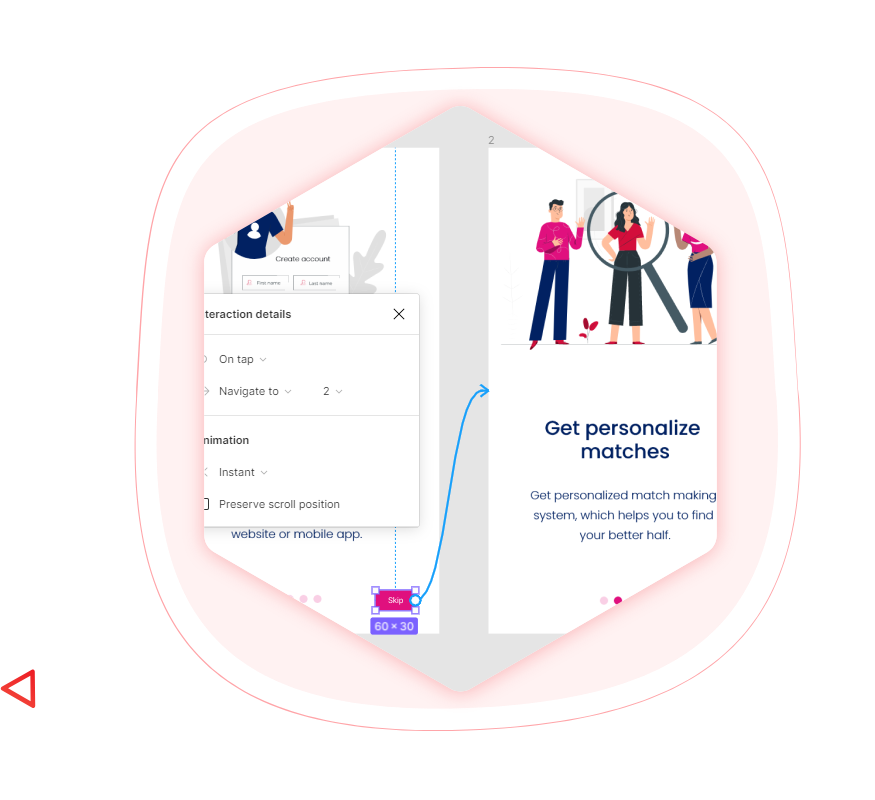 2
Create account
First name
Last name
teraction details
On tap
Navigate to
2
nimation
Instant
Preserve scroll position
website or mobile app.
Skip
60 × 30
Get personalize
matches
Get personalized match making
system, which helps you to find
your better half.